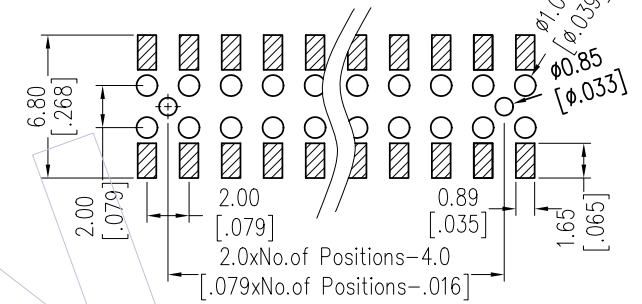 ø1.0
[ø.039
ø0.85
[ø.033]
6.80
[.268]
2.00
[.079]
2.00
[.079]
0.89
[.035]
1.65
[.065]
2.0xNo.of Positions-4.0
[.079xNo.of Positions-.016]